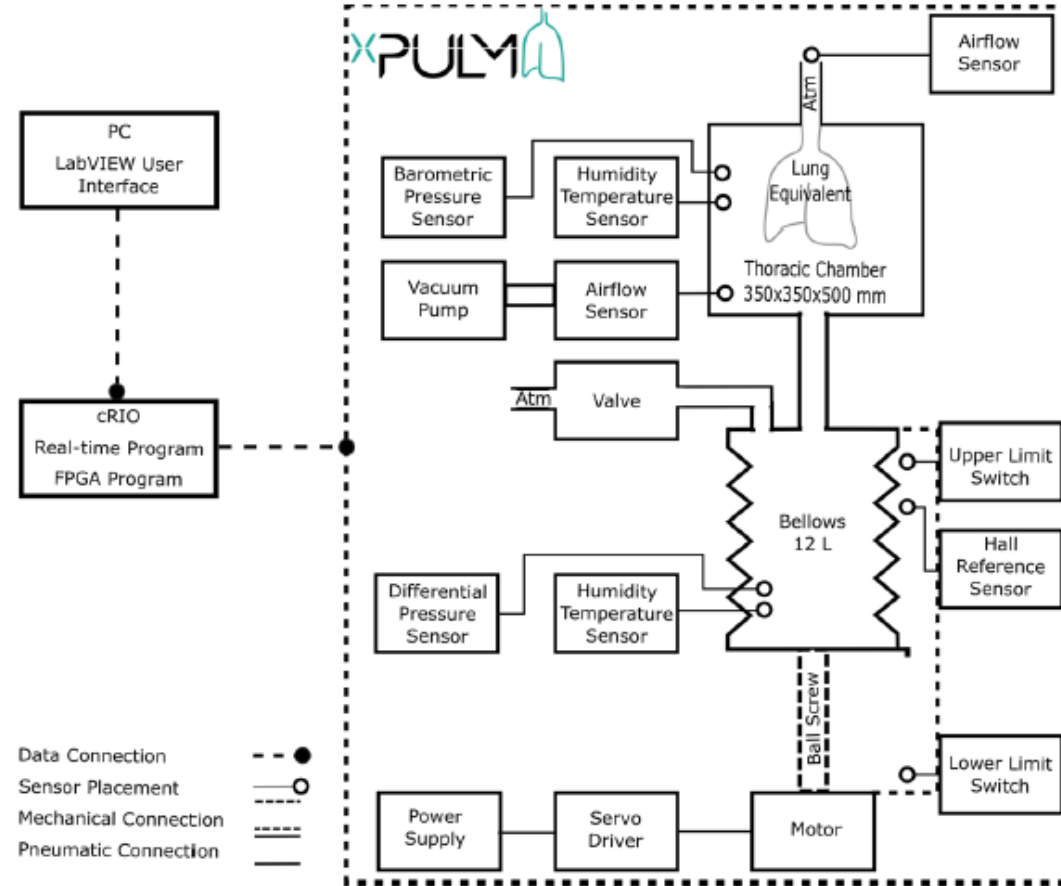 xPULM
Airflow
Sensor
Atm
PC
LabVIEW User
Interface
Barometric
Pressure
Sensor
Humidity
Temperature
Sensor
Lung
Equivalent
Thoracic Chamber
350x350x500 mm
Vacuum
Pump
Airflow
Sensor
Atm
Valve
cRIO
Real-time Program
FPGA Program
Upper Limit
Switch
Bellows
12 L
Hall
Reference
Sensor
Differential
Pressure
Sensor
Humidity
Temperature
Sensor
Ball Screw
Lower Limit
Switch
Power
Supply
Servo
Driver
Motor
Data Connection
Sensor Placement
Mechanical Connection
Pneumatic Connection